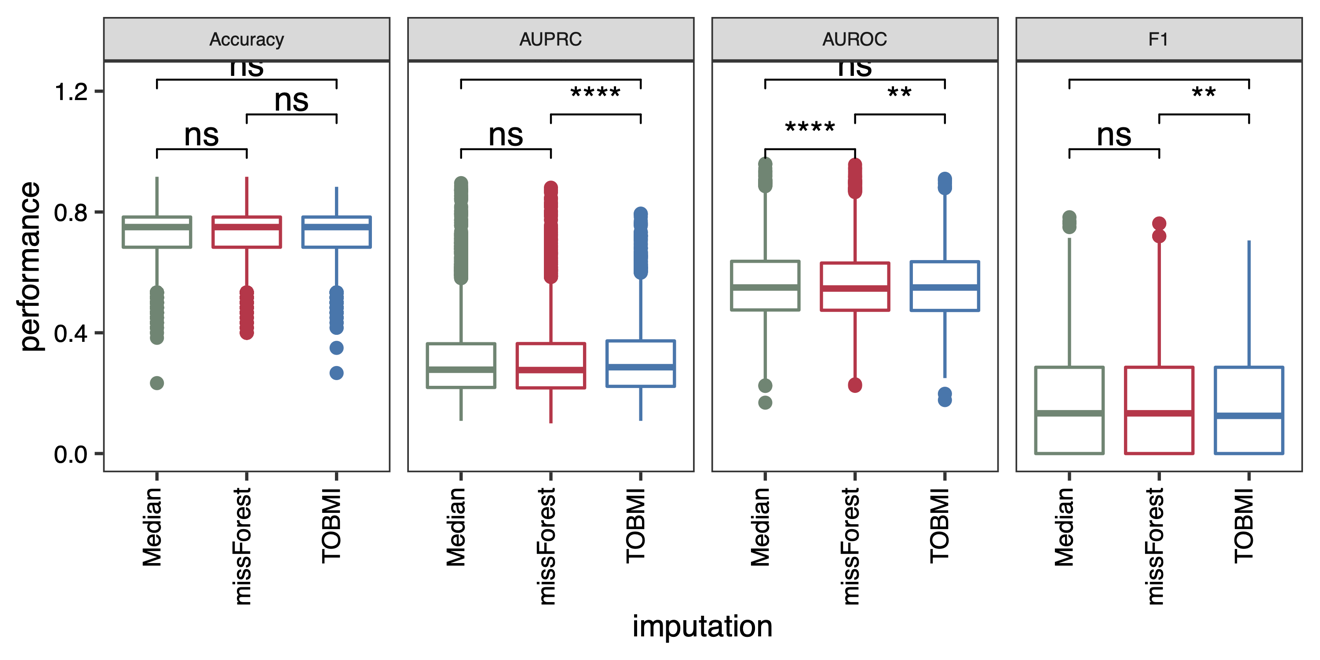 Accuracy AUPRC AUROC F1
ns ns
1.2 ns **** ** **
ns ns **** ns
0.8
0.4
0.0
performance
Median missForest TOBMI Median missForest TOBMI Median missForest TOBMI Median missForest TOBMI
imputation